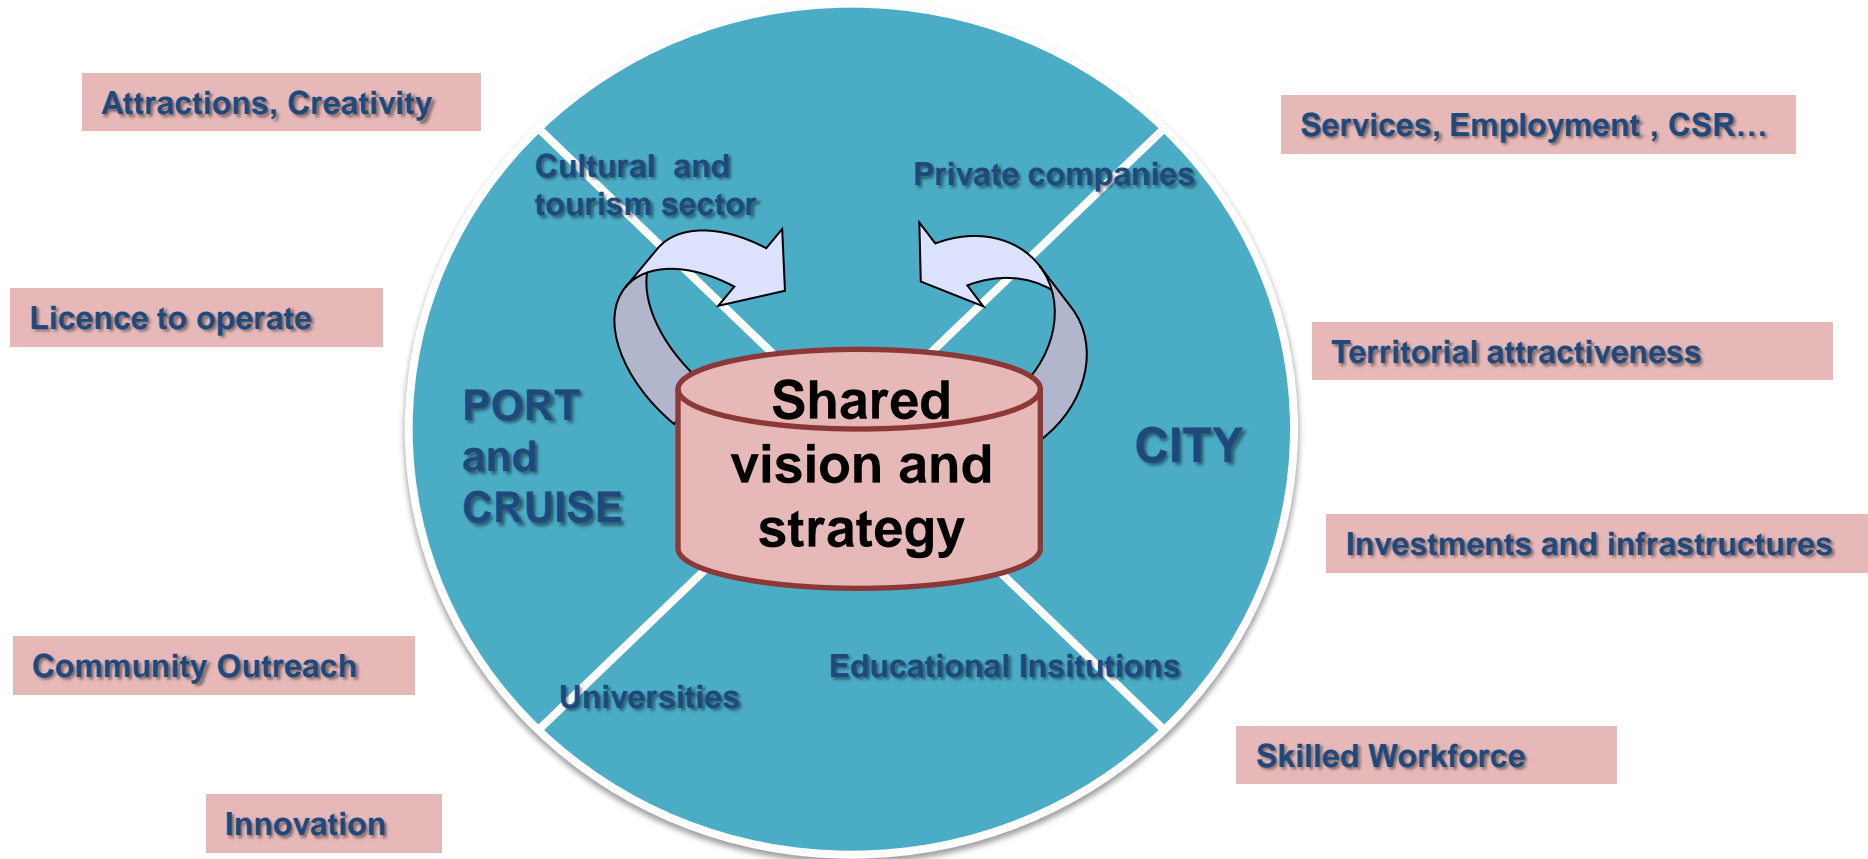 Attractions, Creativity
Services, Employment , CSR…
Cultural and
tourism sector
Private companies
Licence to operate
Territorial attractiveness
PORT
and
CRUISE
Shared
vision and
strategy
CITY
Investments and infrastructures
Community Outreach
Educational Insitutions
Universities
Skilled Workforce
Innovation